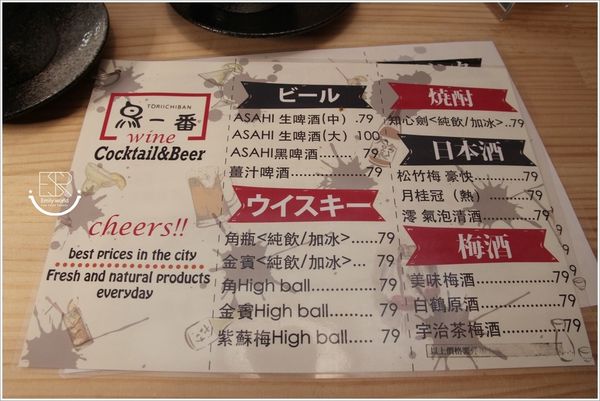 TORIICHIBAN
一番
wine
Cocktail&Beer
cheers!!
best prices in the city
Fresh and natural products
everyday
ビール
ASAHI 生啤酒(中) .79
ASAHI 生啤酒(大) 100
ASAHI黑啤酒.......79
薑汁啤酒............79
ウイスキー
角瓶<純飲/加冰>......79
金賓<純飲/加冰>... 79
角High ball..........79
金賓High ball.......79
紫蘇梅High ball.....79
焼酎
知心劍<純飲/加冰> .79
日本酒
松竹梅 豪快.........79
月桂冠（熱）........79
澪 氣泡清酒..........79
梅酒
美味梅酒.............79
白鶴原酒.............79
宇治茶梅酒..........79
Emily world